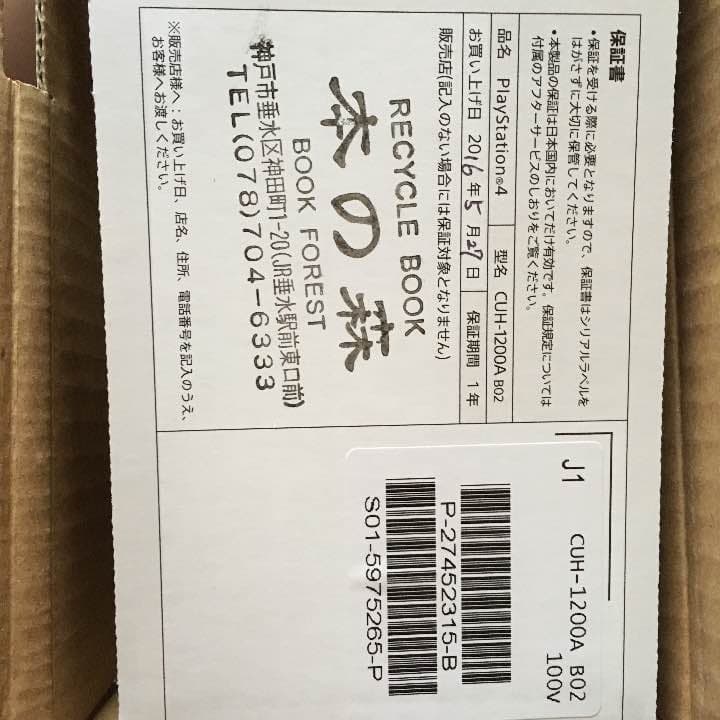 保証書
・保証を受ける際に必要となりますので、保証書はシリアルラベルを
はがさずに大切に保管してください。
・本製品の保証は日本国内においてだけ有効です。保証規定については
付属のアフターサービスのしおりをご覧ください。
品名 PlayStation®4 型名 CUH-1200A B02
お買い上げ日 2016年5月27日 保証期間 1年
販売店(記入のない場合には保証対象となりません)
RECYCLE BOOK
本の森
BOOK FOREST
神戸市垂水区神田町1-20(JR垂水駅前東口前)
TEL(078)704-6333
※販売店様へ：お買い上げ日、店名、住所、電話番号を記入のうえ、
お客様へお渡しください。
J1 CUH-1200A B02
100V
P-27452315-B
S01-5975265-P